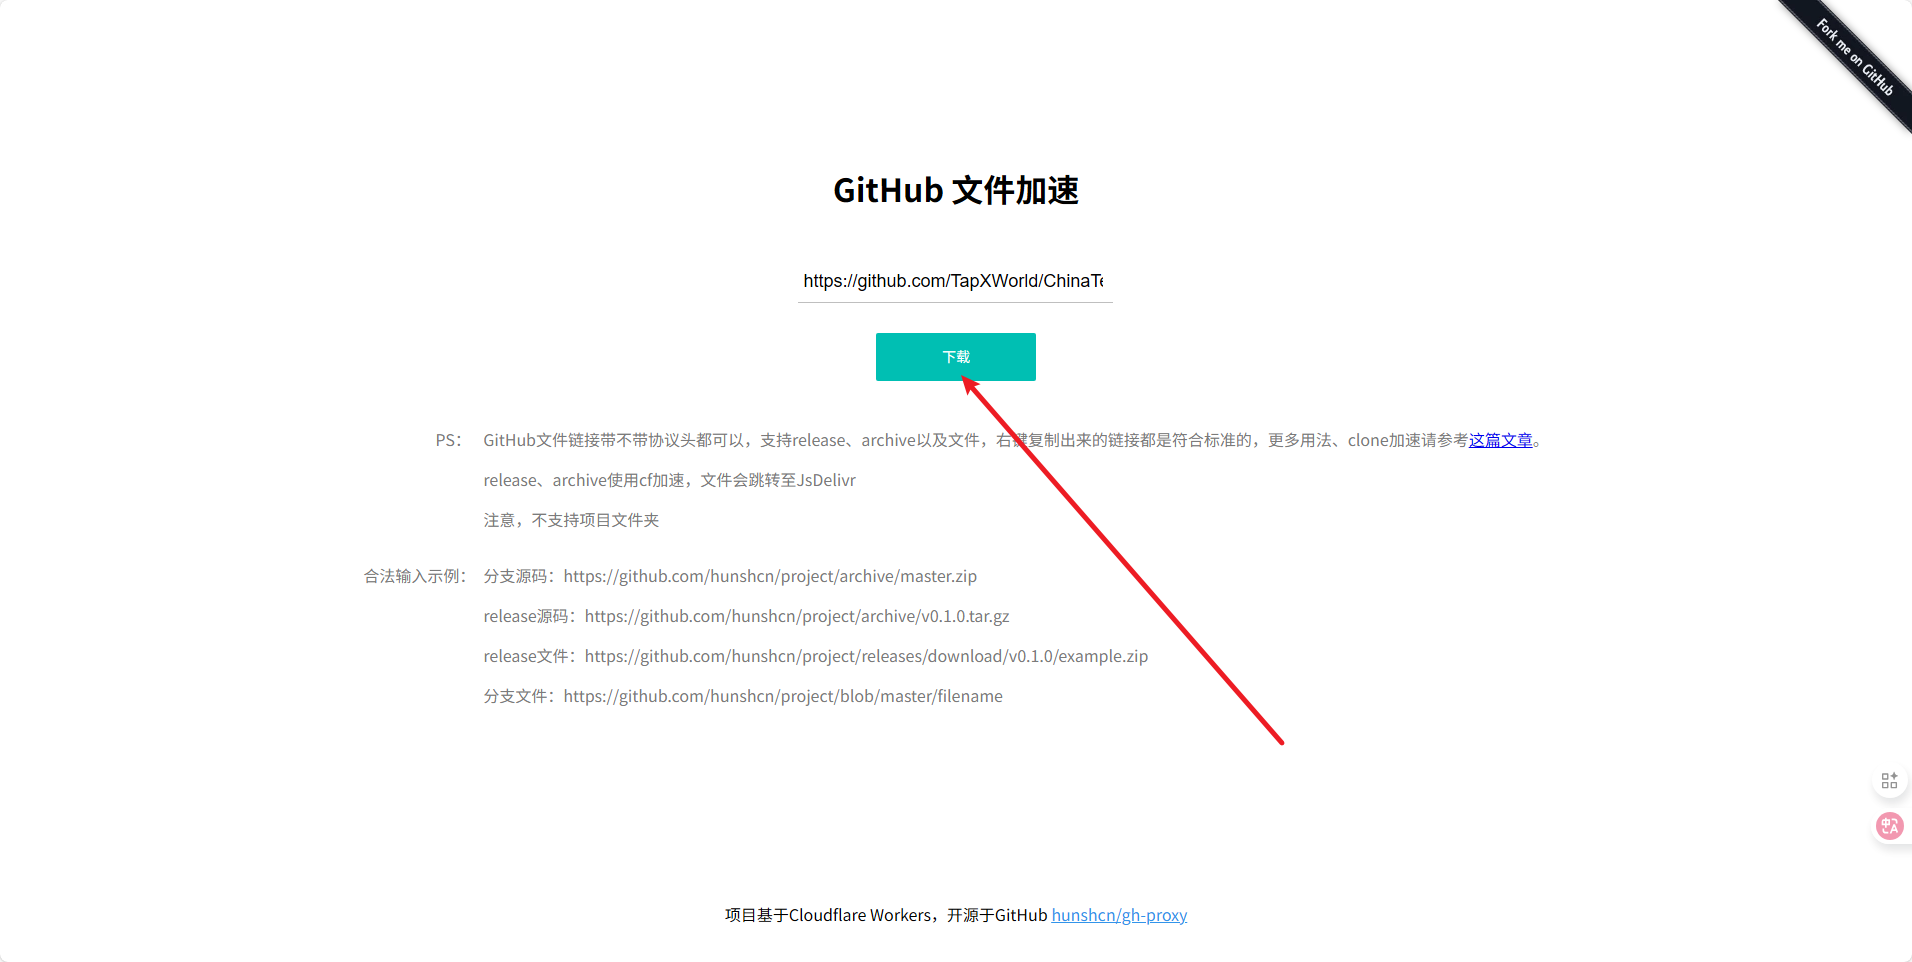 Fork me on GitHub
GitHub 文件加速
https://github.com/TapXWorld/ChinaTe
下载
PS： GitHub文件链接带不带协议头都可以，支持release、archive以及文件，右键复制出来的链接都是符合标准的，更多用法、clone加速请参考这篇文章。
release、archive使用cf加速，文件会跳转至JsDelivr
注意，不支持项目文件夹
合法输入示例： 分支源码：https://github.com/hunshcn/project/archive/master.zip
release源码：https://github.com/hunshcn/project/archive/v0.1.0.tar.gz
release文件：https://github.com/hunshcn/project/releases/download/v0.1.0/example.zip
分支文件：https://github.com/hunshcn/project/blob/master/filename
项目基于Cloudflare Workers，开源于GitHub hunshcn/gh-proxy